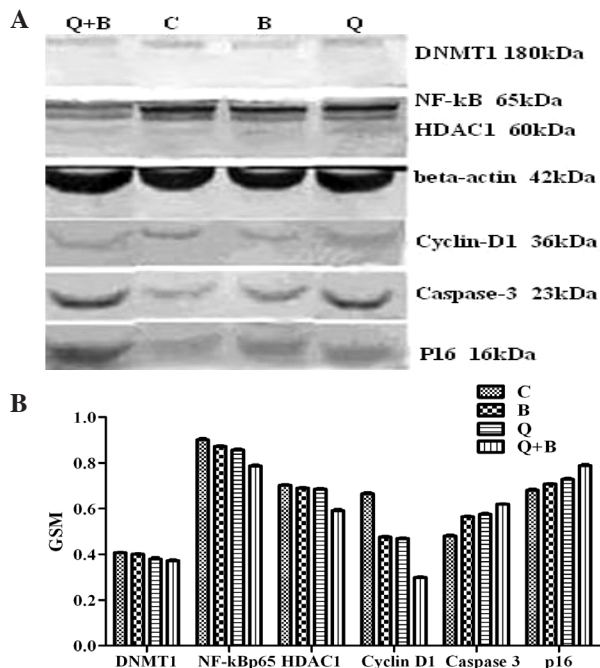 A
Q+B C B Q
DNMT1 180kDa
NF-kB 65kDa
HDAC1 60kDa
beta-actin 42kDa
Cyclin-D1 36kDa
Caspase-3 23kDa
P16 16kDa
B
C
B
Q
Q+B
1.0
0.8
0.6
0.4
0.2
0.0
GSM
DNMT1 NF-kBp65 HDAC1 Cyclin D1 Caspase 3 p16